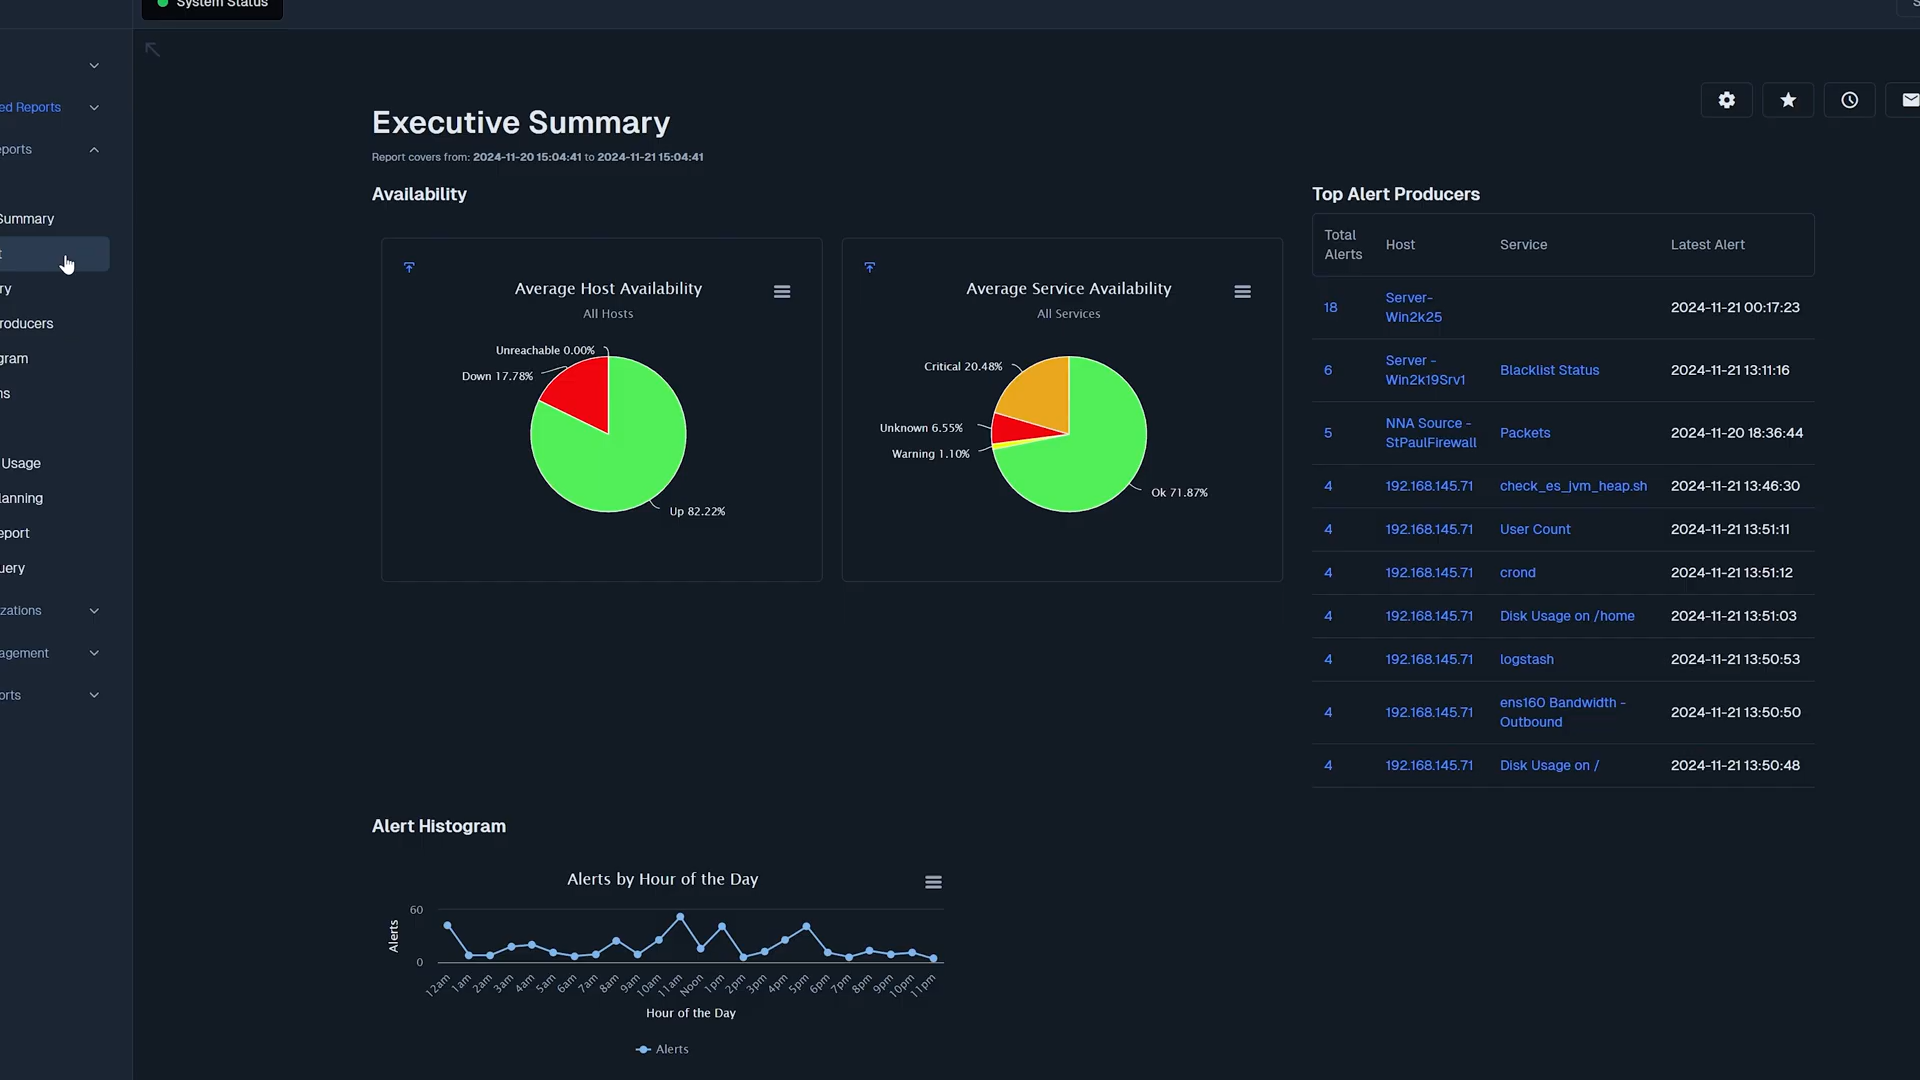 System Status
S
ed Reports
ports
Summary
t
ry
roducers
gram
ns
Usage
lanning
eport
uery
zations
agement
orts
Executive Summary
Report covers from: 2024-11-20 15:04:41 to 2024-11-21 15:04:41
Availability
Average Host Availability
All Hosts
Unreachable 0.00%
Down 17.78%
Up 82.22%
Average Service Availability
All Services
Critical 20.48%
Unknown 6.55%
Warning 1.10%
Ok 71.87%
Top Alert Producers
Total Alerts Host Service Latest Alert
18 Server-Win2k25 2024-11-21 00:17:23
6 Server - Win2k19Srv1 Blacklist Status 2024-11-21 13:11:16
5 NNA Source - StPaulFirewall Packets 2024-11-20 18:36:44
4 192.168.145.71 check_es_jvm_heap.sh 2024-11-21 13:46:30
4 192.168.145.71 User Count 2024-11-21 13:51:11
4 192.168.145.71 crond 2024-11-21 13:51:12
4 192.168.145.71 Disk Usage on /home 2024-11-21 13:51:03
4 192.168.145.71 logstash 2024-11-21 13:50:53
4 192.168.145.71 ens160 Bandwidth - Outbound 2024-11-21 13:50:50
4 192.168.145.71 Disk Usage on / 2024-11-21 13:50:48
Alert Histogram
Alerts by Hour of the Day
Alerts
60
0
12am 1am 2am 3am 4am 5am 6am 7am 8am 9am 10am 11am Noon 1pm 2pm 3pm 4pm 5pm 6pm 7pm 8pm 9pm 10pm 11pm
Hour of the Day
Alerts